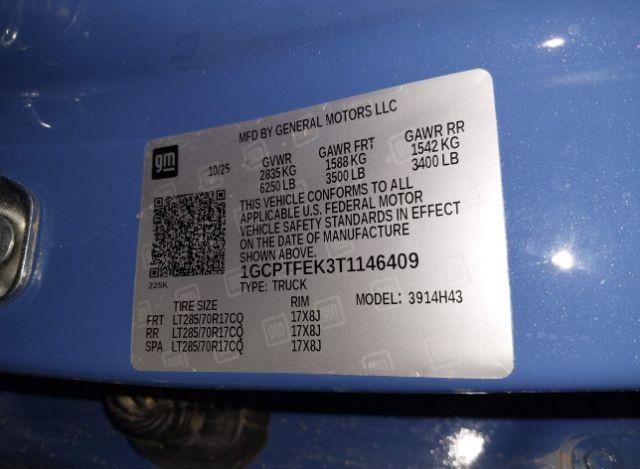 MFD BY GENERAL MOTORS LLC
gm
10/25
GVWR
2835 KG
6250 LB
GAWR FRT
1588 KG
3500 LB
GAWR RR
1542 KG
3400 LB
THIS VEHICLE CONFORMS TO ALL
APPLICABLE U.S. FEDERAL MOTOR
VEHICLE SAFETY STANDARDS IN EFFECT
ON THE DATE OF MANUFACTURE
SHOWN ABOVE.
225K
1GCPTFEK3T1146409
TYPE: TRUCK
MODEL: 3914H43
TIRE SIZE RIM
FRT LT285/70R17CQ 17X8J
RR LT285/70R17CQ 17X8J
SPA LT285/70R17CQ 17X8J